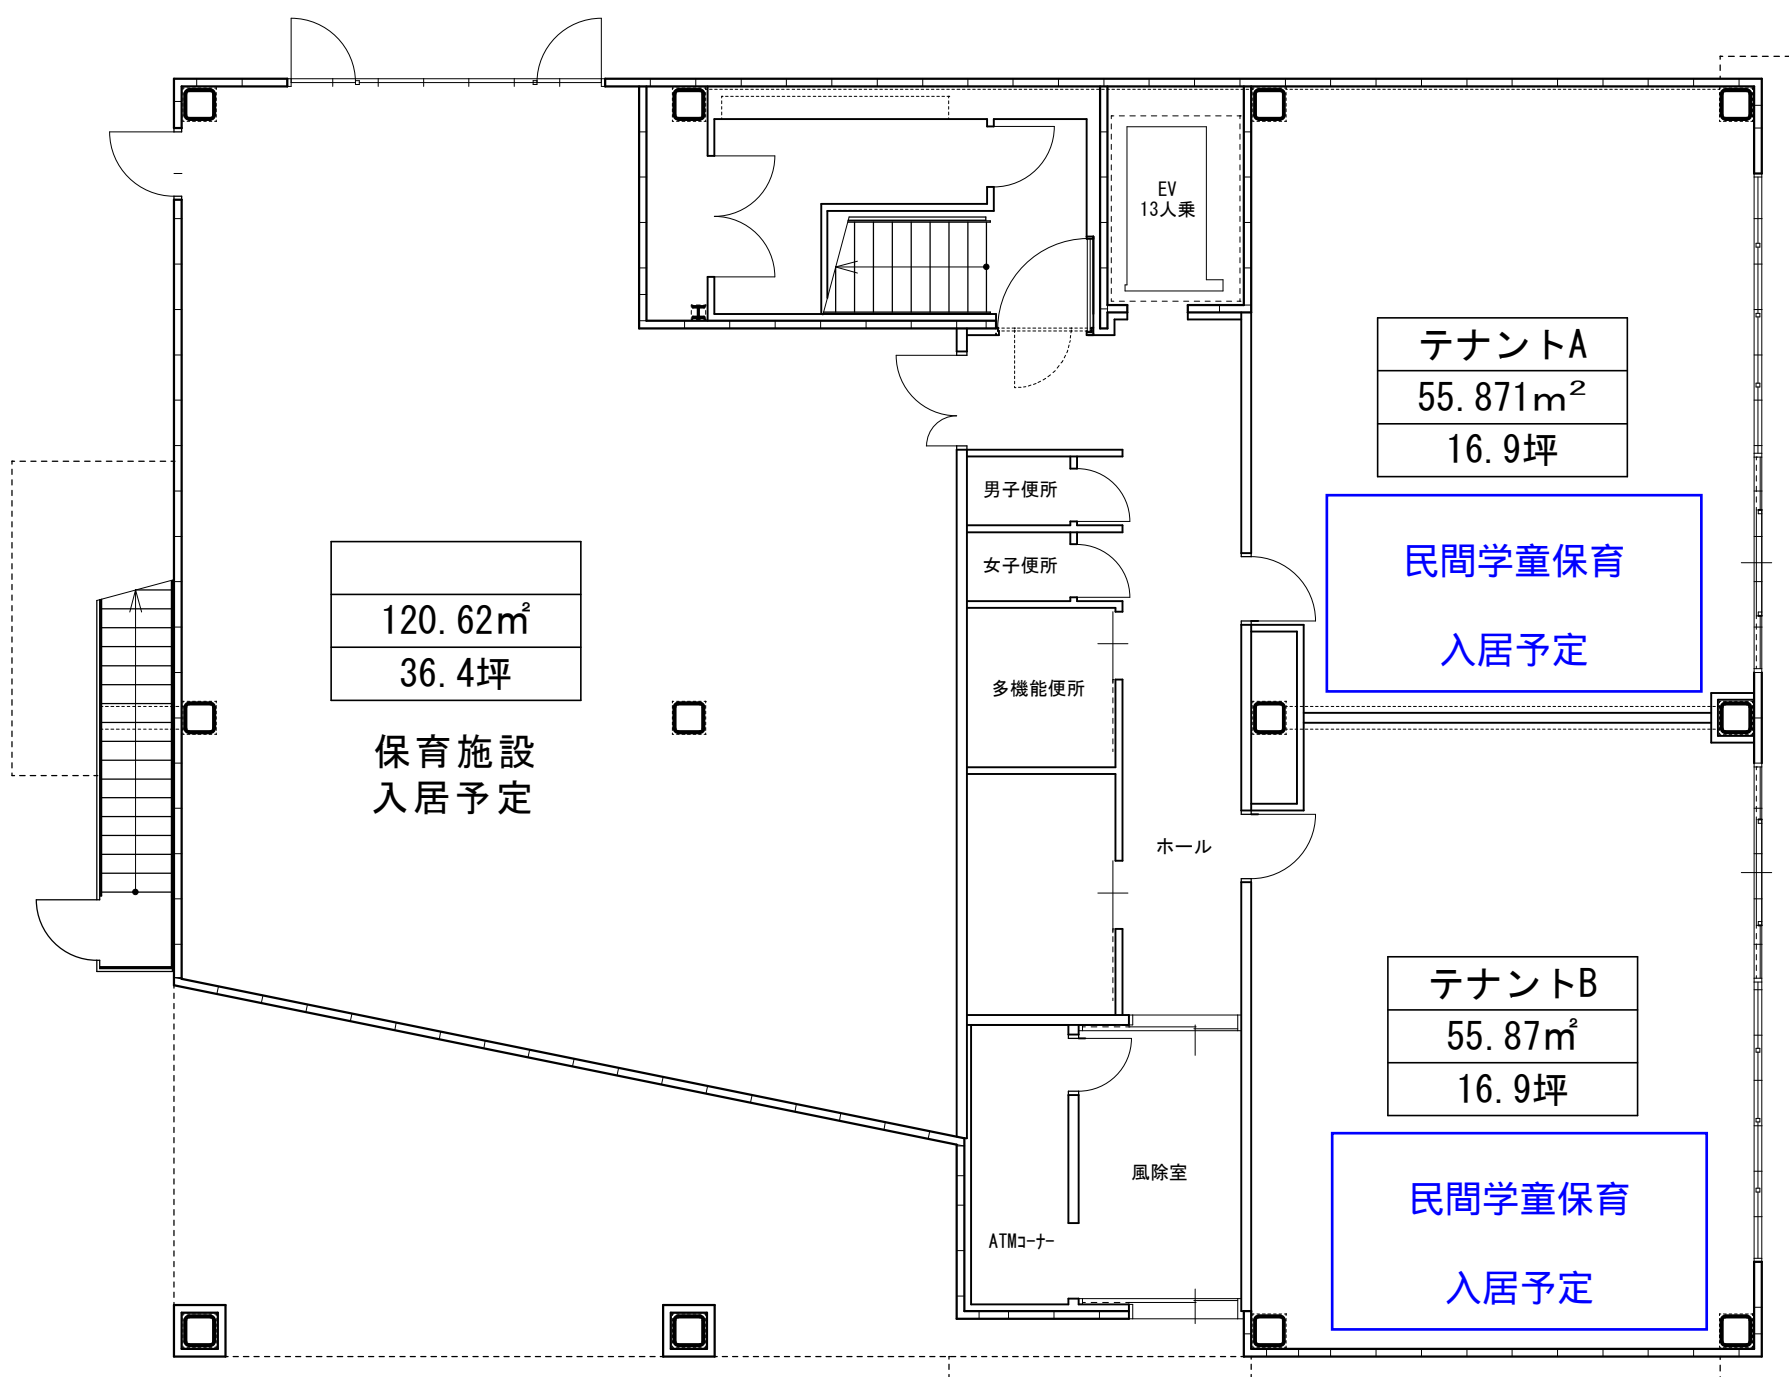 EV
13人乗
テナントA
55.871m²
16.9坪
民間学童保育
入居予定
男子便所
女子便所
多機能便所
120.62㎡
36.4坪
保育施設
入居予定
ホール
テナントB
55.87㎡
16.9坪
民間学童保育
入居予定
風除室
ATMコーナー